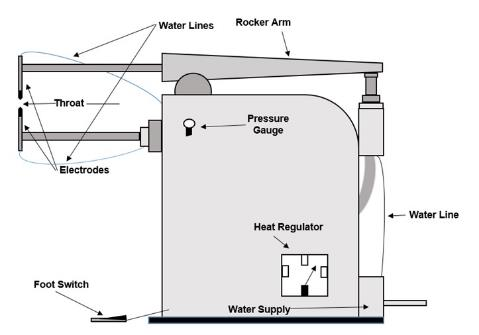 Water Lines
Rocker Arm
Throat
Pressure
Gauge
Electrodes
Water Line
Heat Regulator
Foot Switch
Water Supply